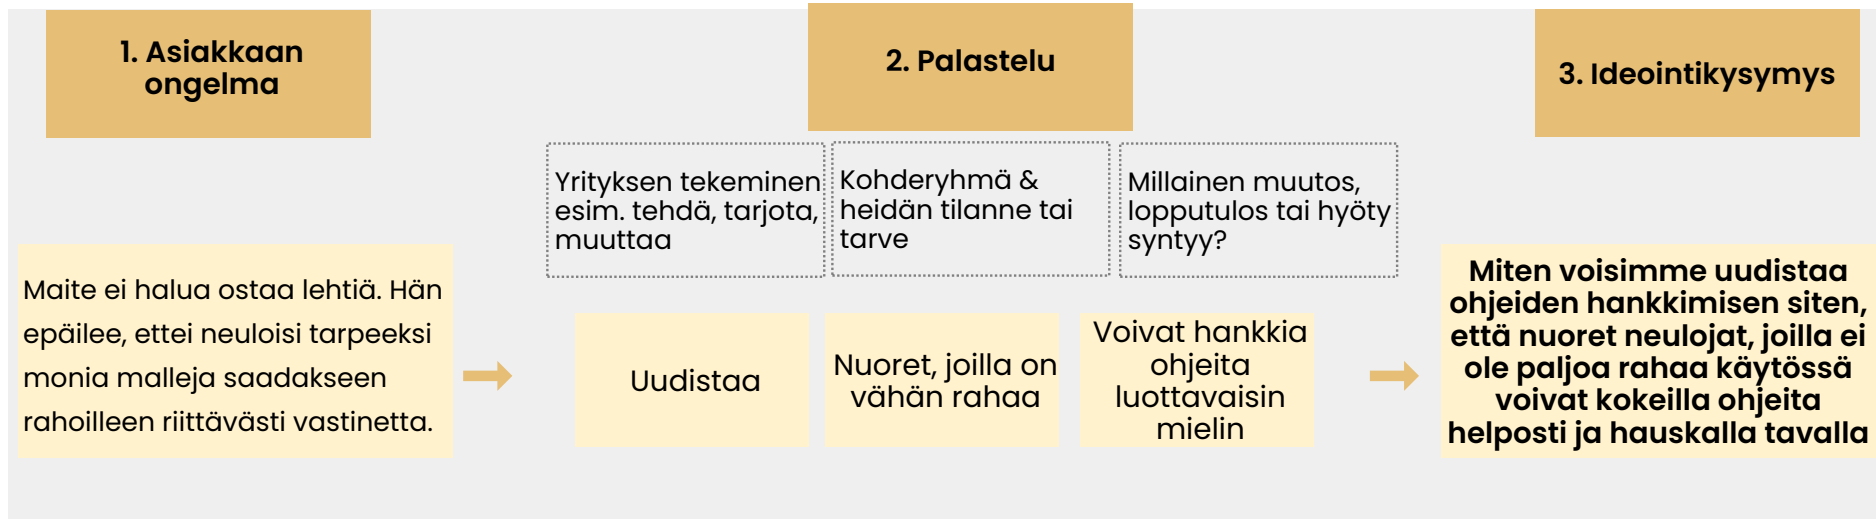 1. Asiakkaan
ongelma
2. Palastelu
3. Ideointikysymys
Yrityksen tekeminen
esim. tehdä, tarjota,
muuttaa
Kohderyhmä &
heidän tilanne tai
tarve
Millainen muutos,
lopputulos tai hyöty
syntyy?
Maite ei halua ostaa lehtiä. Hän
epäilee, ettei neuloisi tarpeeksi
monia malleja saadakseen
rahoilleen riittävästi vastinetta.
Uudistaa
Nuoret, joilla on
vähän rahaa
Voivat hankkia
ohjeita
luottavaisin
mielin
Miten voisimme uudistaa
ohjeiden hankkimisen siten,
että nuoret neulojat, joilla ei
ole paljoa rahaa käytössä
voivat kokeilla ohjeita
helposti ja hauskalla tavalla